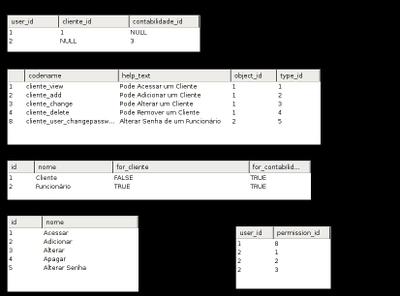 user_id cliente_id contabilidade_id
1 1 NULL
2 NULL 3
codename help_text object_id type_id
1 cliente_view Pode Acessar um Cliente 1 1
2 cliente_add Pode Adicionar um Cliente 1 2
3 cliente_change Pode Alterar um Cliente 1 3
4 cliente_delete Pode Remover um Cliente 1 4
8 cliente_user_changepassw... Alterar Senha de um Funcionário 2 5
id nome for_cliente for_contabilid...
1 Cliente FALSE TRUE
2 Funcionário TRUE TRUE
id nome
1 Acessar
2 Adicionar
3 Alterar
4 Apagar
5 Alterar Senha
user_id permission_id
1 8
2 1
2 2
2 3